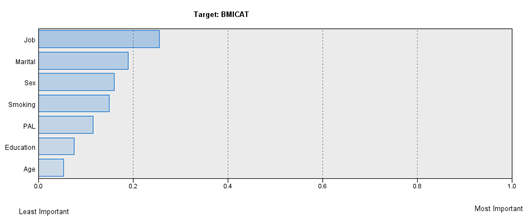 Target: BMICAT
Job
Marital
Sex
Smoking
PAL
Education
Age
0.0 0.2 0.4 0.6 0.8 1.0
Least Important Most Important